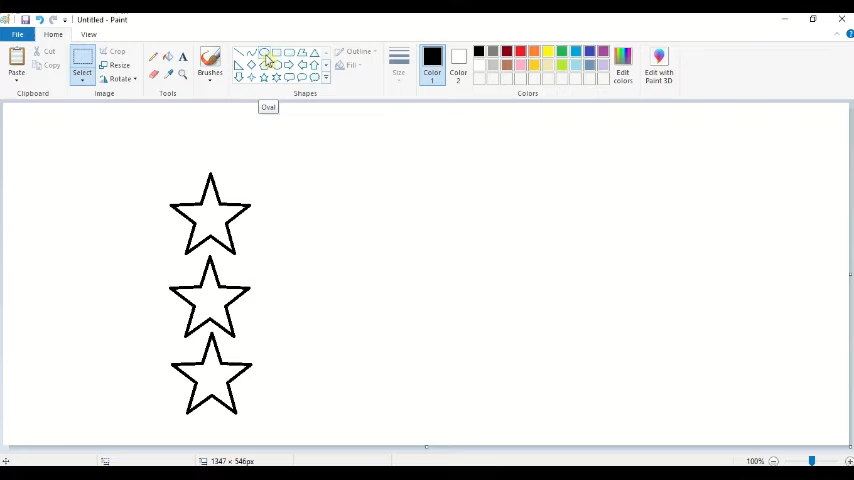 Untitled - Paint
File Home View
Paste
Cut
Copy
Clipboard
Select
Crop
Resize
Rotate
Image
A
Tools
Brushes
Outline
Fill
Shapes
Oval
Size
Color
1
Color
2
Colors
Edit
colors
Edit with
Paint 3D
1347 × 546px
100%